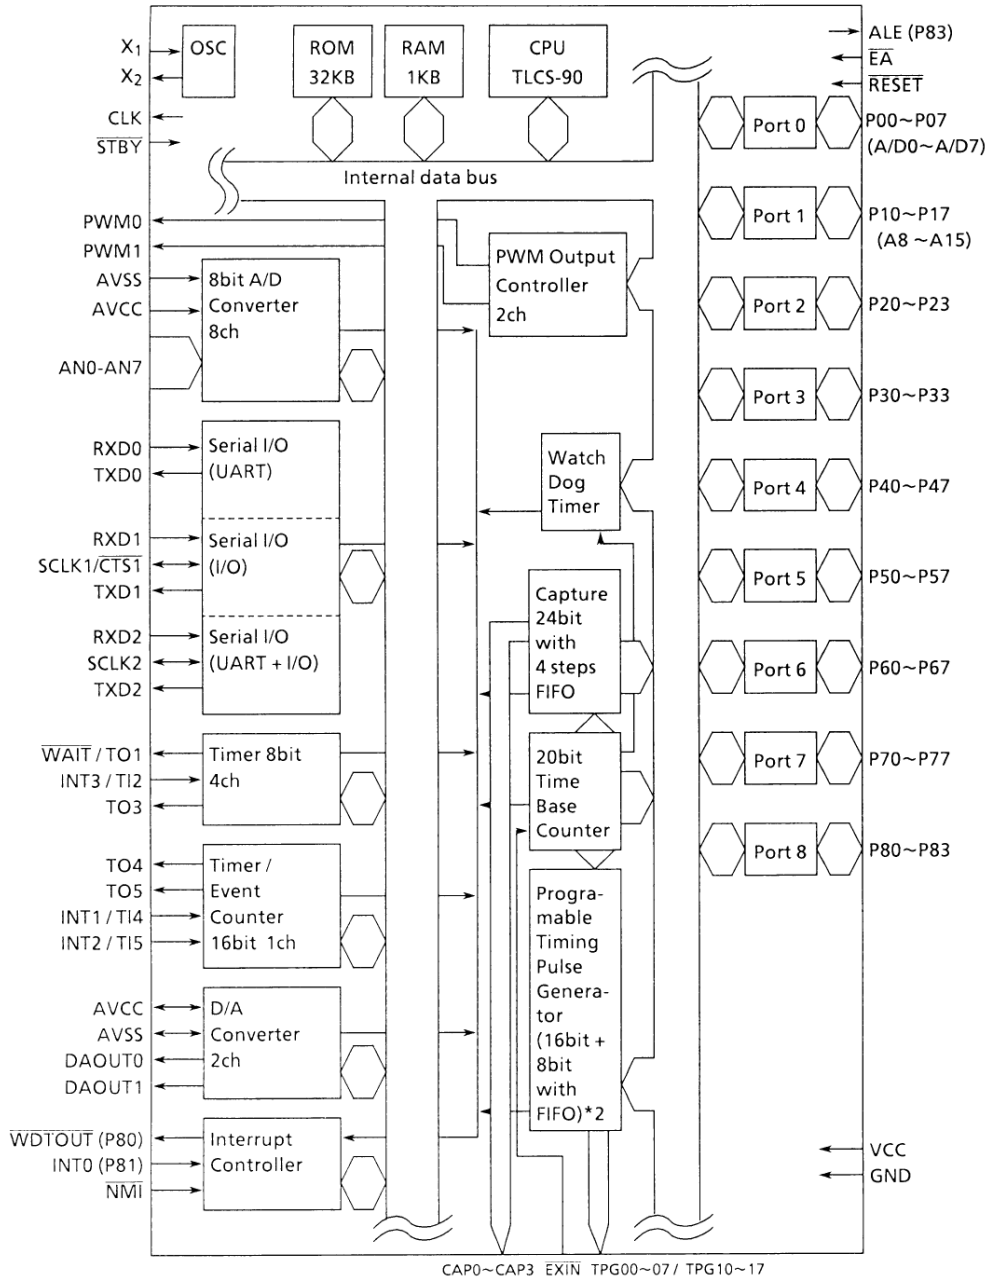 X1
X2
CLK
STBY
OSC
ROM
32KB
RAM
1KB
CPU
TLCS-90
ALE (P83)
EA
RESET
Internal data bus
PWM0
PWM1
AVSS
AVCC
AN0-AN7
8bit A/D
Converter
8ch
PWM Output
Controller
2ch
RXD0
TXD0
Serial I/O
(UART)
RXD1
SCLK1/CTS1
TXD1
Serial I/O
(I/O)
RXD2
SCLK2
TXD2
Serial I/O
(UART + I/O)
WAIT / TO1
INT3 / TI2
TO3
Timer 8bit
4ch
TO4
TO5
INT1 / TI4
INT2 / TI5
Timer /
Event
Counter
16bit 1ch
AVCC
AVSS
DAOUT0
DAOUT1
D/A
Converter
2ch
WDTOUT (P80)
INT0 (P81)
NMI
Interrupt
Controller
Watch
Dog
Timer
Capture
24bit
with
4 steps
FIFO
20bit
Time
Base
Counter
Progra-
mable
Timing
Pulse
Genera-
tor
(16bit +
8bit
with
FIFO)*2
Port 0
P00~P07
(A/D0~A/D7)
Port 1
P10~P17
(A8 ~A15)
Port 2
P20~P23
Port 3
P30~P33
Port 4
P40~P47
Port 5
P50~P57
Port 6
P60~P67
Port 7
P70~P77
Port 8
P80~P83
VCC
GND
CAP0~CAP3 EXIN TPG00~07 / TPG10~17